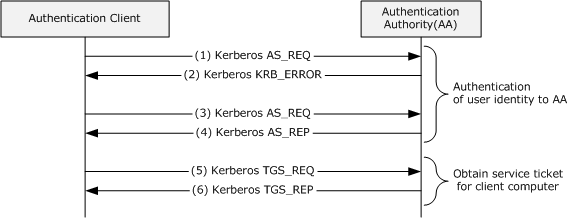 Authentication Client
Authentication
Authority(AA)
(1) Kerberos AS_REQ
(2) Kerberos KRB_ERROR
Authentication
of user identity to AA
(3) Kerberos AS_REQ
(4) Kerberos AS_REP
(5) Kerberos TGS_REQ
Obtain service ticket
for client computer
(6) Kerberos TGS_REP